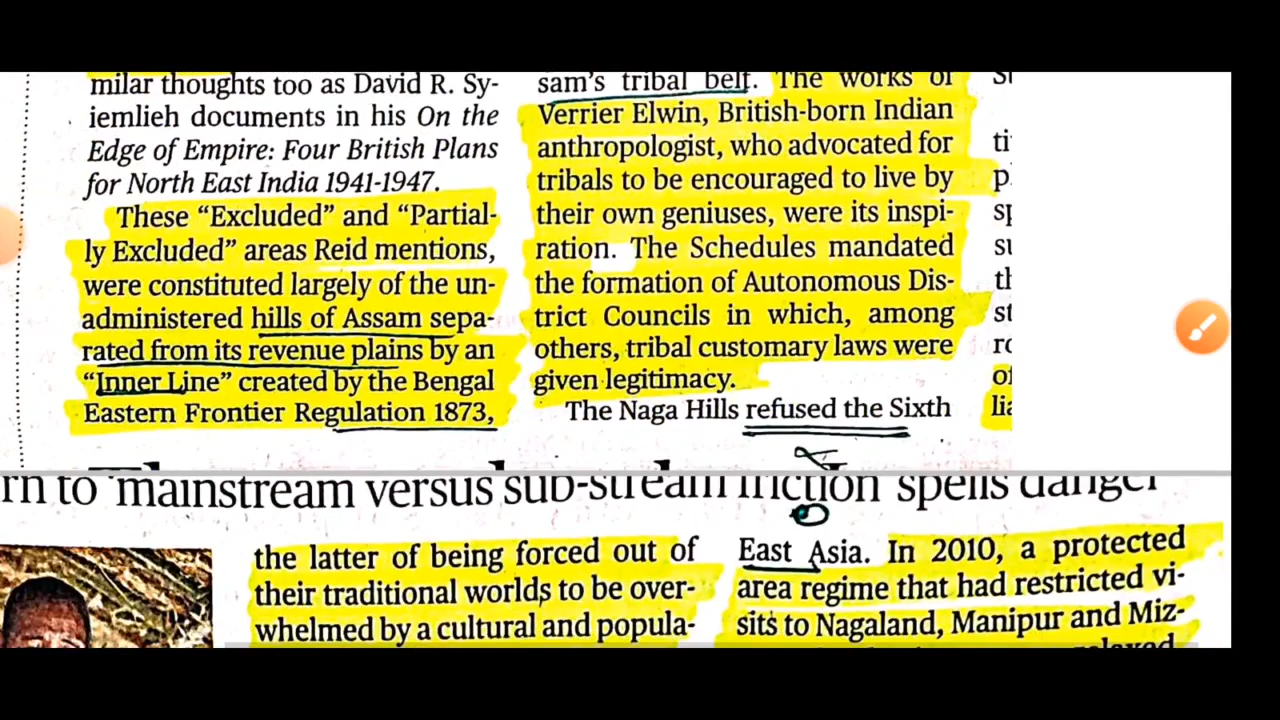 milar thoughts too as David R. Sy-
iemlieh documents in his On the
Edge of Empire: Four British Plans
for North East India 1941-1947.
These “Excluded” and “Partial-
ly Excluded” areas Reid mentions,
were constituted largely of the un-
administered hills of Assam sepa-
rated from its revenue plains by an
“Inner Line” created by the Bengal
Eastern Frontier Regulation 1873,
sam’s tribal belt. The works of
Verrier Elwin, British-born Indian
anthropologist, who advocated for
tribals to be encouraged to live by
their own geniuses, were its inspi-
ration. The Schedules mandated
the formation of Autonomous Dis-
trict Councils in which, among
others, tribal customary laws were
given legitimacy.
The Naga Hills refused the Sixth
rn to mainstream versus sub-stream friction spells danger
the latter of being forced out of
their traditional worlds to be over-
whelmed by a cultural and popula-
East Asia. In 2010, a protected
area regime that had restricted vi-
sits to Nagaland, Manipur and Miz-